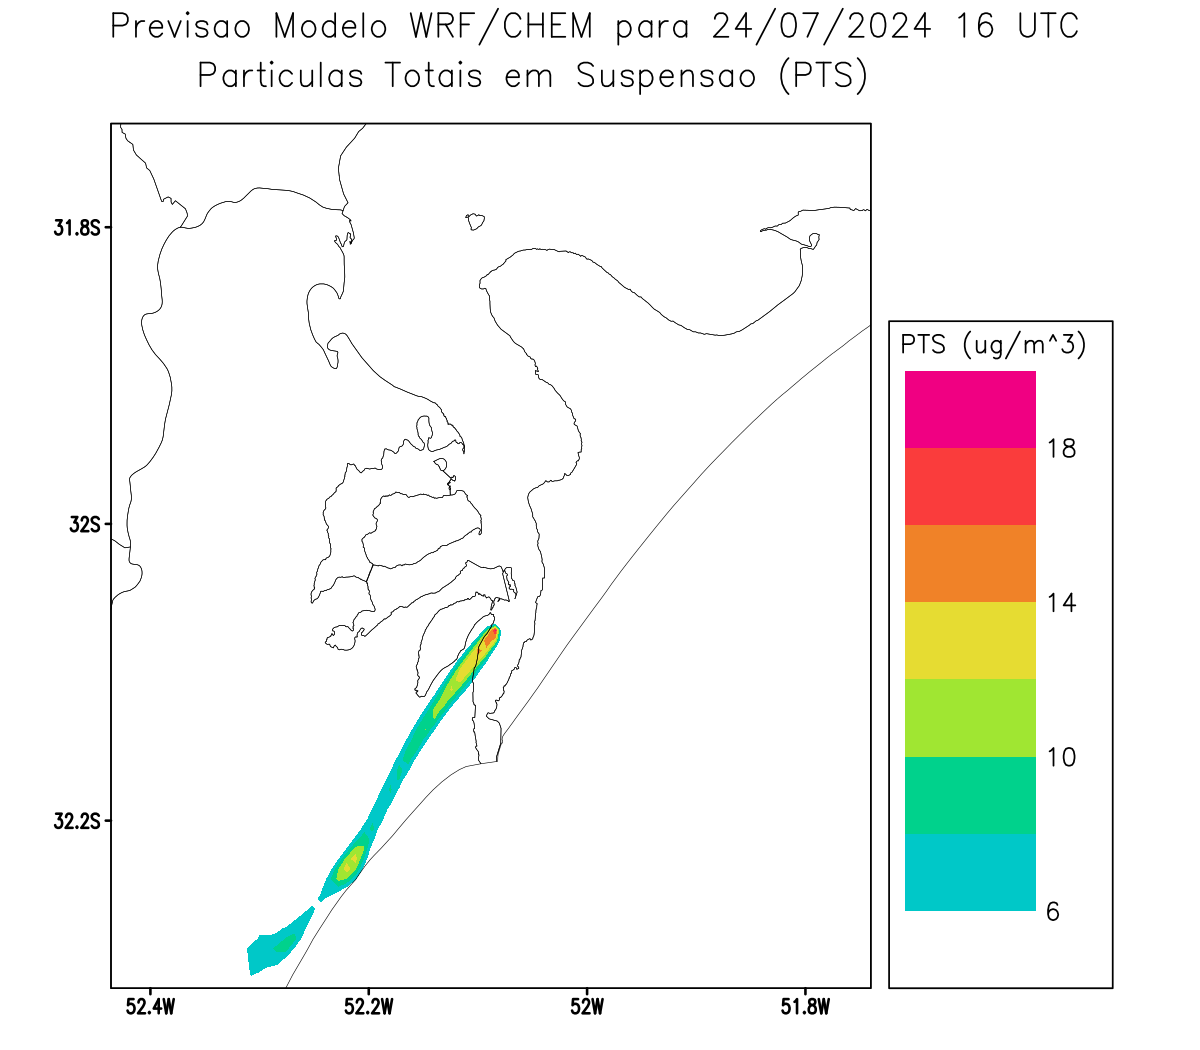 Previsao Modelo WRF/CHEM para 24/07/2024 16 UTC
Particulas Totais em Suspensao (PTS)
31.8S
32S
32.2S
52.4W
52.2W
52W
51.8W
PTS (ug/m^3)
18
14
10
6